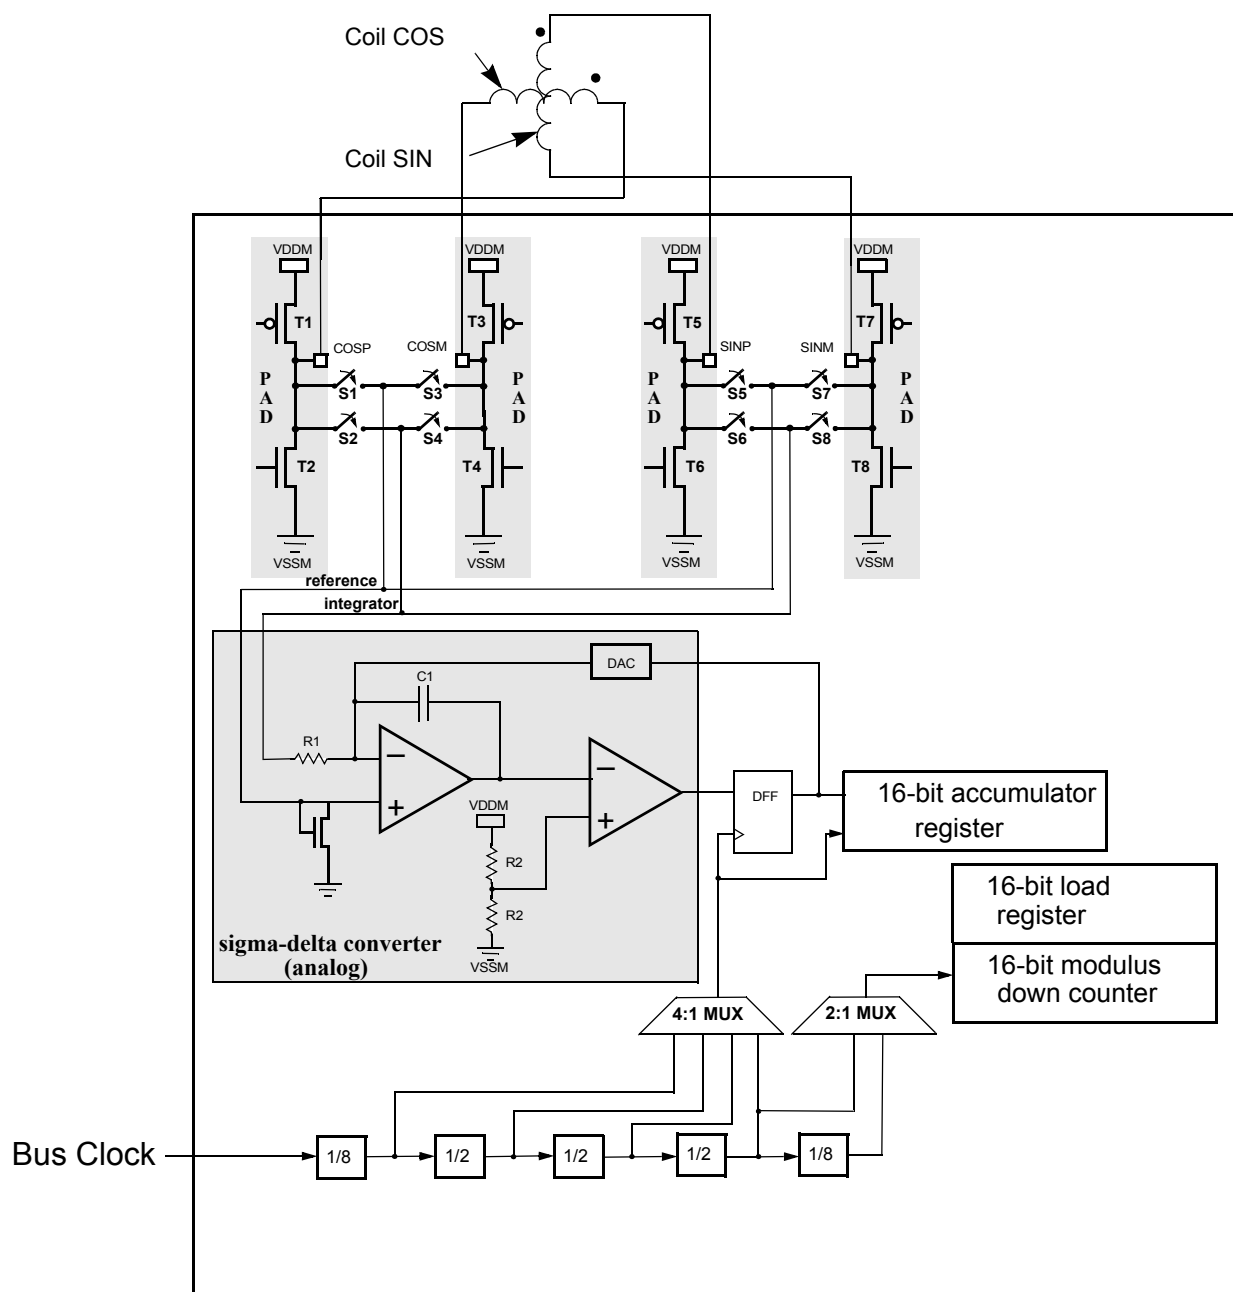 Coil COS
Coil SIN
VDDM
VDDM
VDDM
VDDM
T1
T3
T5
T7
COSP
COSM
SINP
SINM
P
A
D
P
A
D
P
A
D
P
A
D
S1
S3
S5
S7
S2
S4
S6
S8
T2
T4
T6
T8
VSSM
VSSM
VSSM
VSSM
reference
integrator
DAC
C1
R1
VDDM
DFF
16-bit accumulator
register
R2
R2
16-bit load
register
sigma-delta converter
(analog)
VSSM
16-bit modulus
down counter
4:1 MUX
2:1 MUX
Bus Clock
1/8
1/2
1/2
1/2
1/8